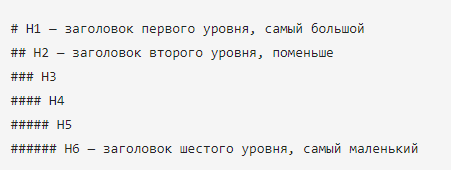 # H1 — заголовок первого уровня, самый большой
## H2 — заголовок второго уровня, поменьше
### H3
#### H4
##### H5
###### H6 — заголовок шестого уровня, самый маленький